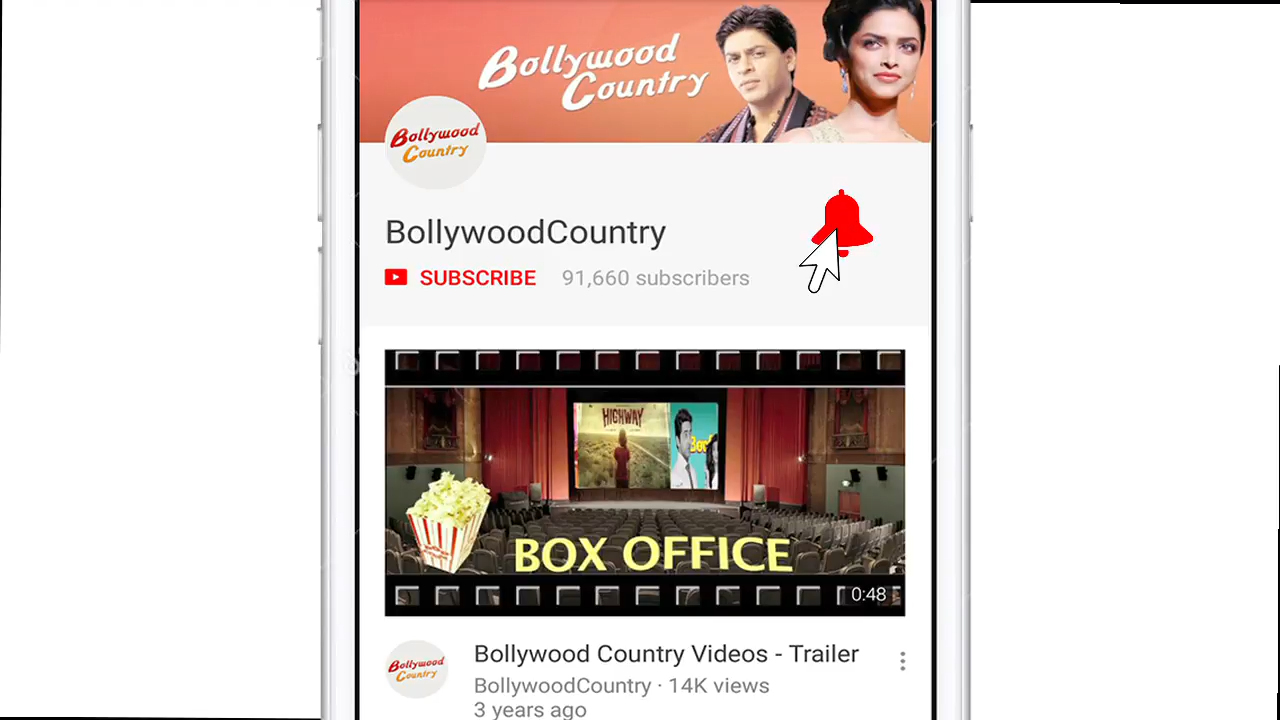 Bollywood
Country
Bollywood
Country
BollywoodCountry
SUBSCRIBE 91,660 subscribers
HIGHWAY
BOX OFFICE
0:48
Bollywood
Country
Bollywood Country Videos - Trailer
BollywoodCountry · 14K views
3 years ago